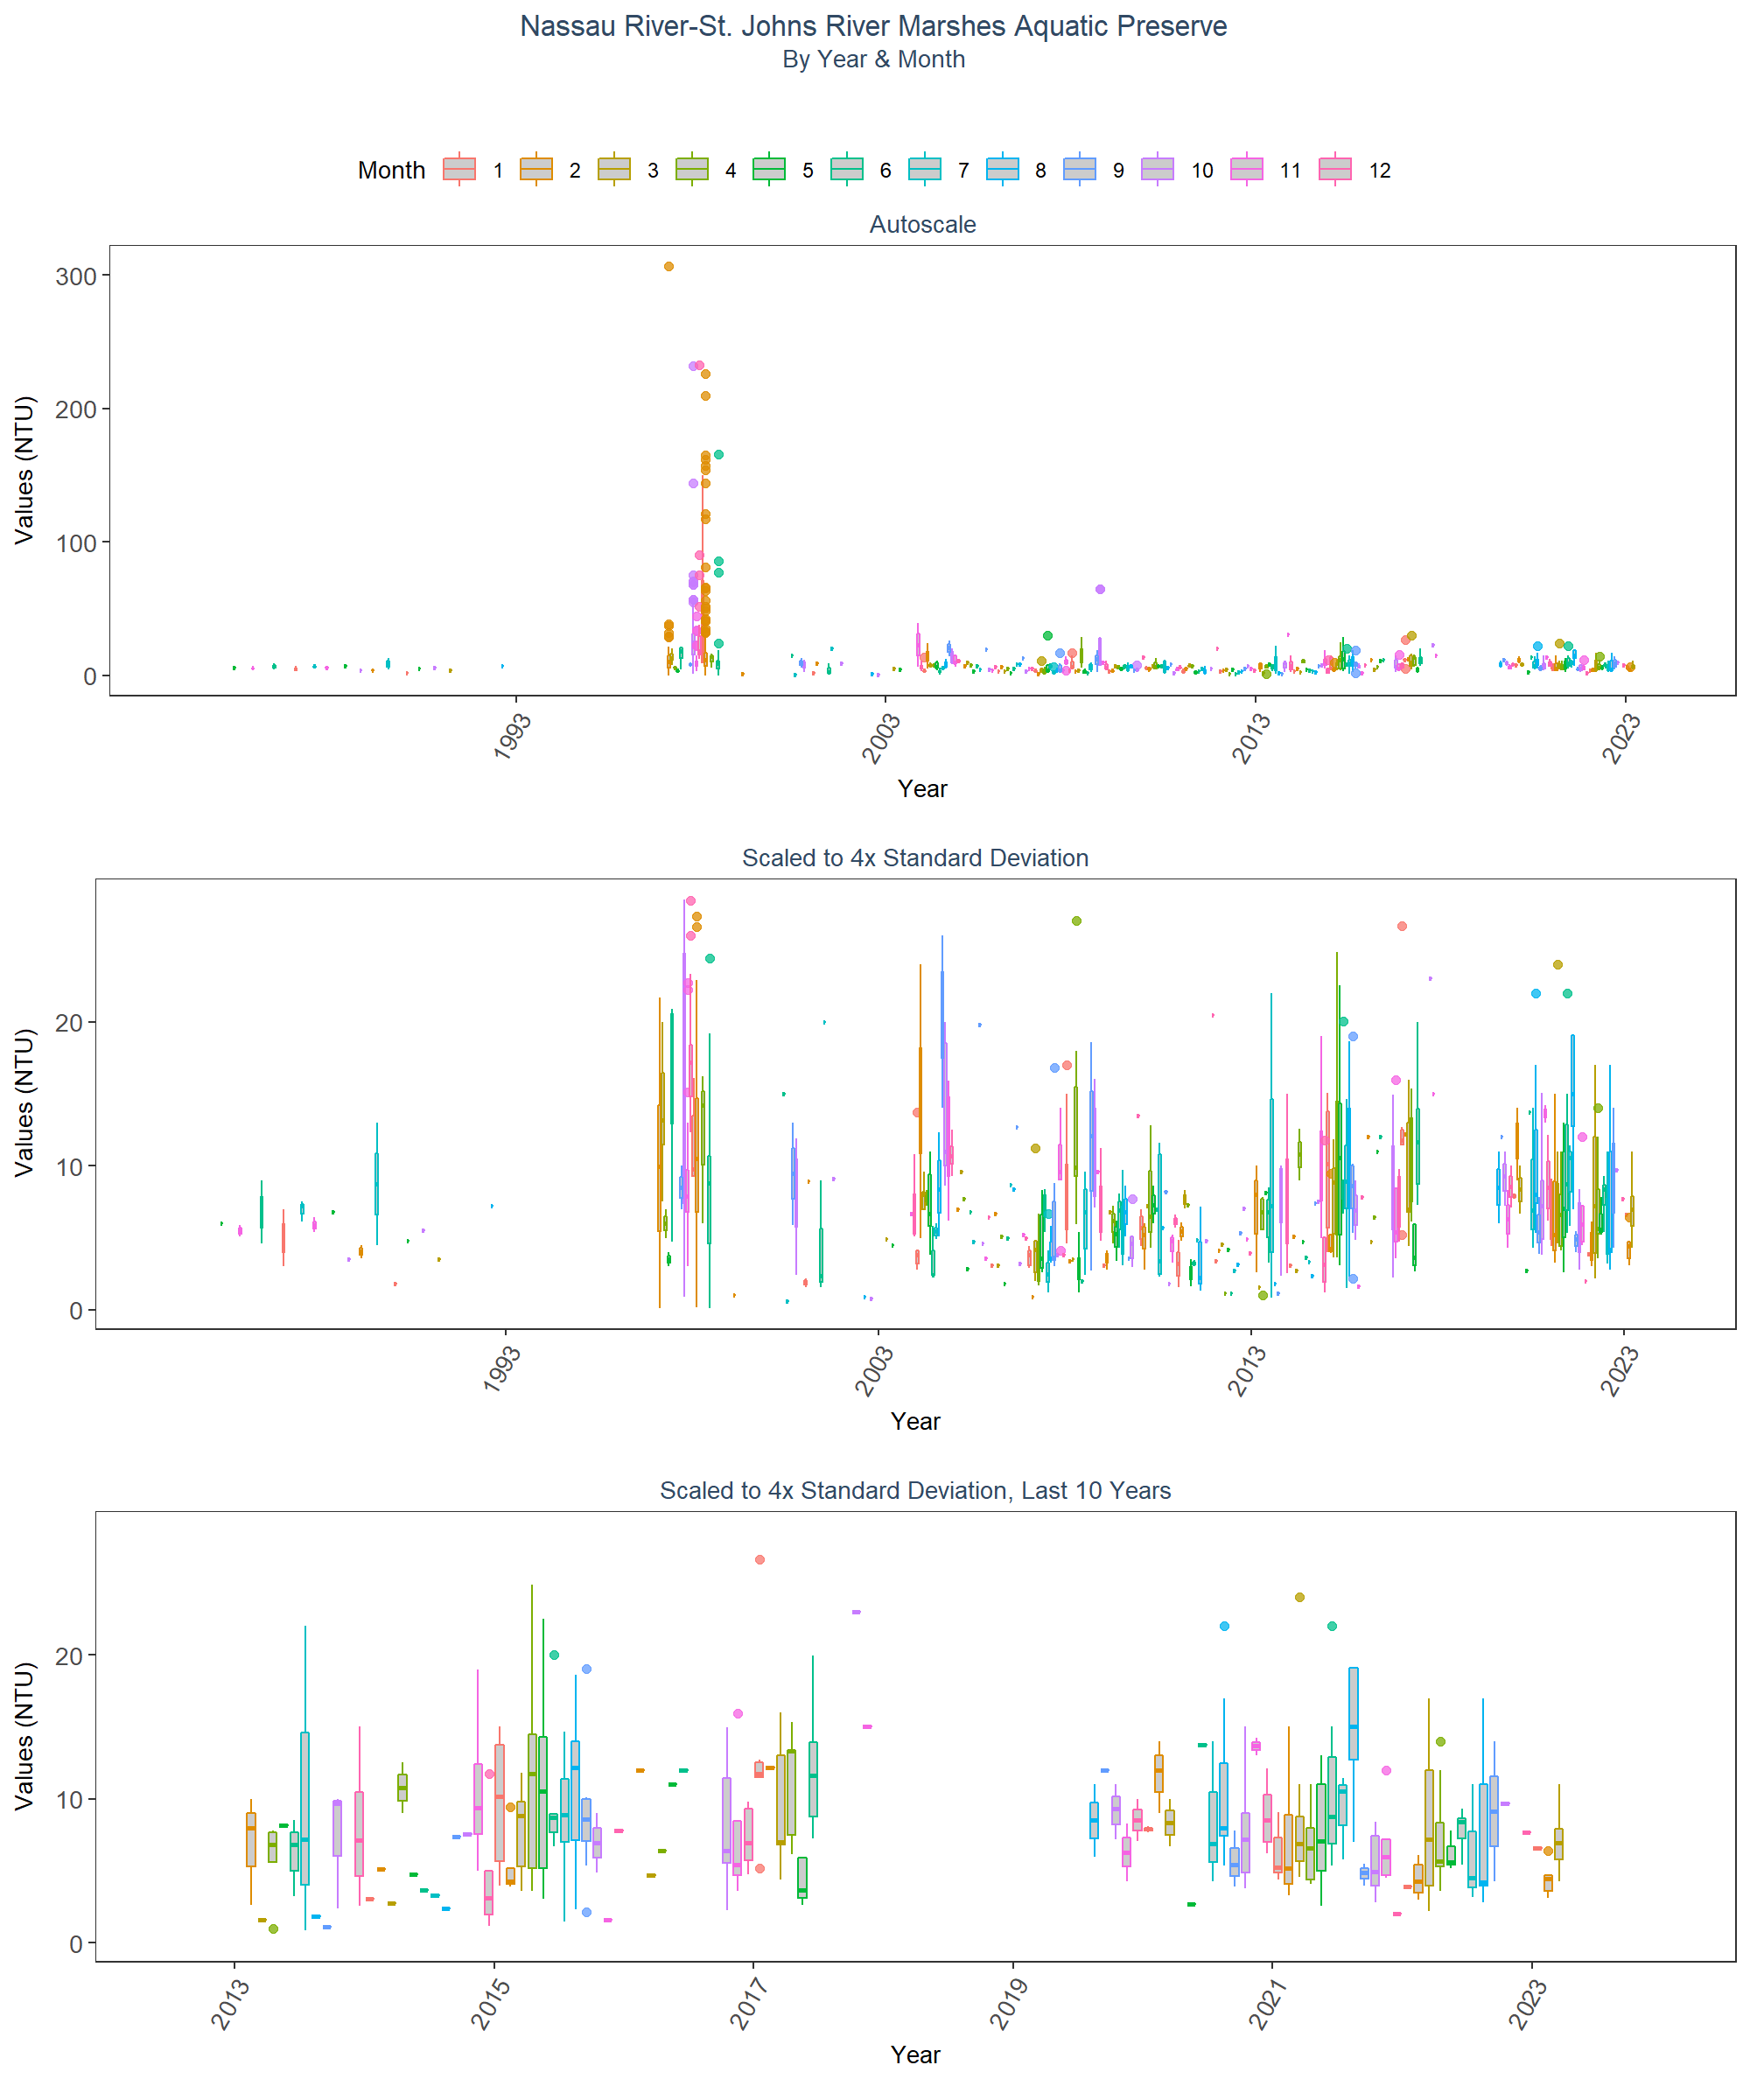 Nassau River-St. Johns River Marshes Aquatic Preserve
By Year & Month
Month 1 2 3 4 5 6 7 8 9 10 11 12
Autoscale
Values (NTU)
300
200
100
0
1993 2003 2013 2023
Year
Scaled to 4x Standard Deviation
Values (NTU)
20
10
0
1993 2003 2013 2023
Year
Scaled to 4x Standard Deviation, Last 10 Years
Values (NTU)
20
10
0
2013 2015 2017 2019 2021 2023
Year